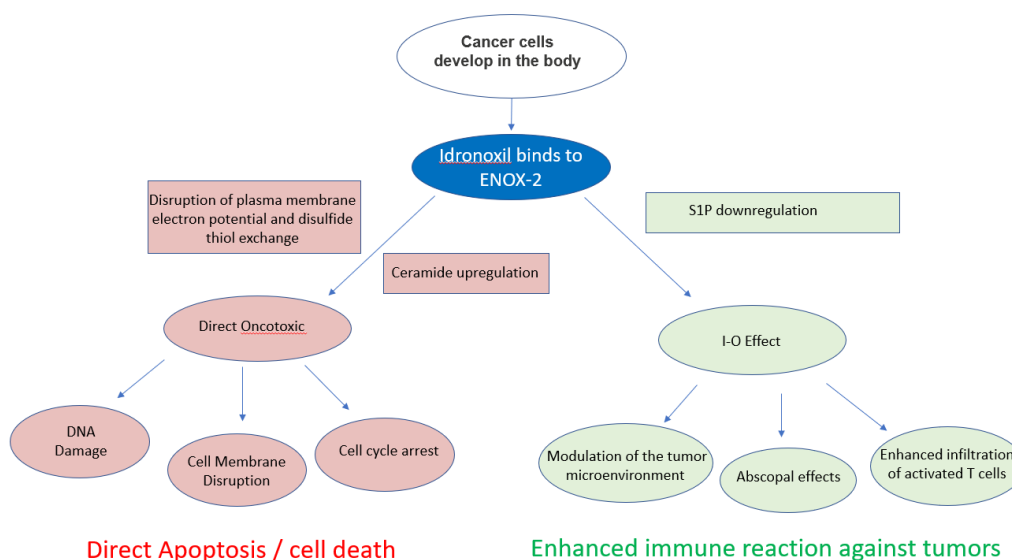 Cancer cells
develop in the body
Idronoxil binds to
ENOX-2
Disruption of plasma membrane
electron potential and disulfide
thiol exchange
S1P downregulation
Ceramide upregulation
Direct Oncotoxic
I-O Effect
DNA
Damage
Cell Membrane
Disruption
Cell cycle arrest
Modulation of the tumor
microenvironment
Abscopal effects
Enhanced infiltration
of activated T cells
Direct Apoptosis / cell death
Enhanced immune reaction against tumors